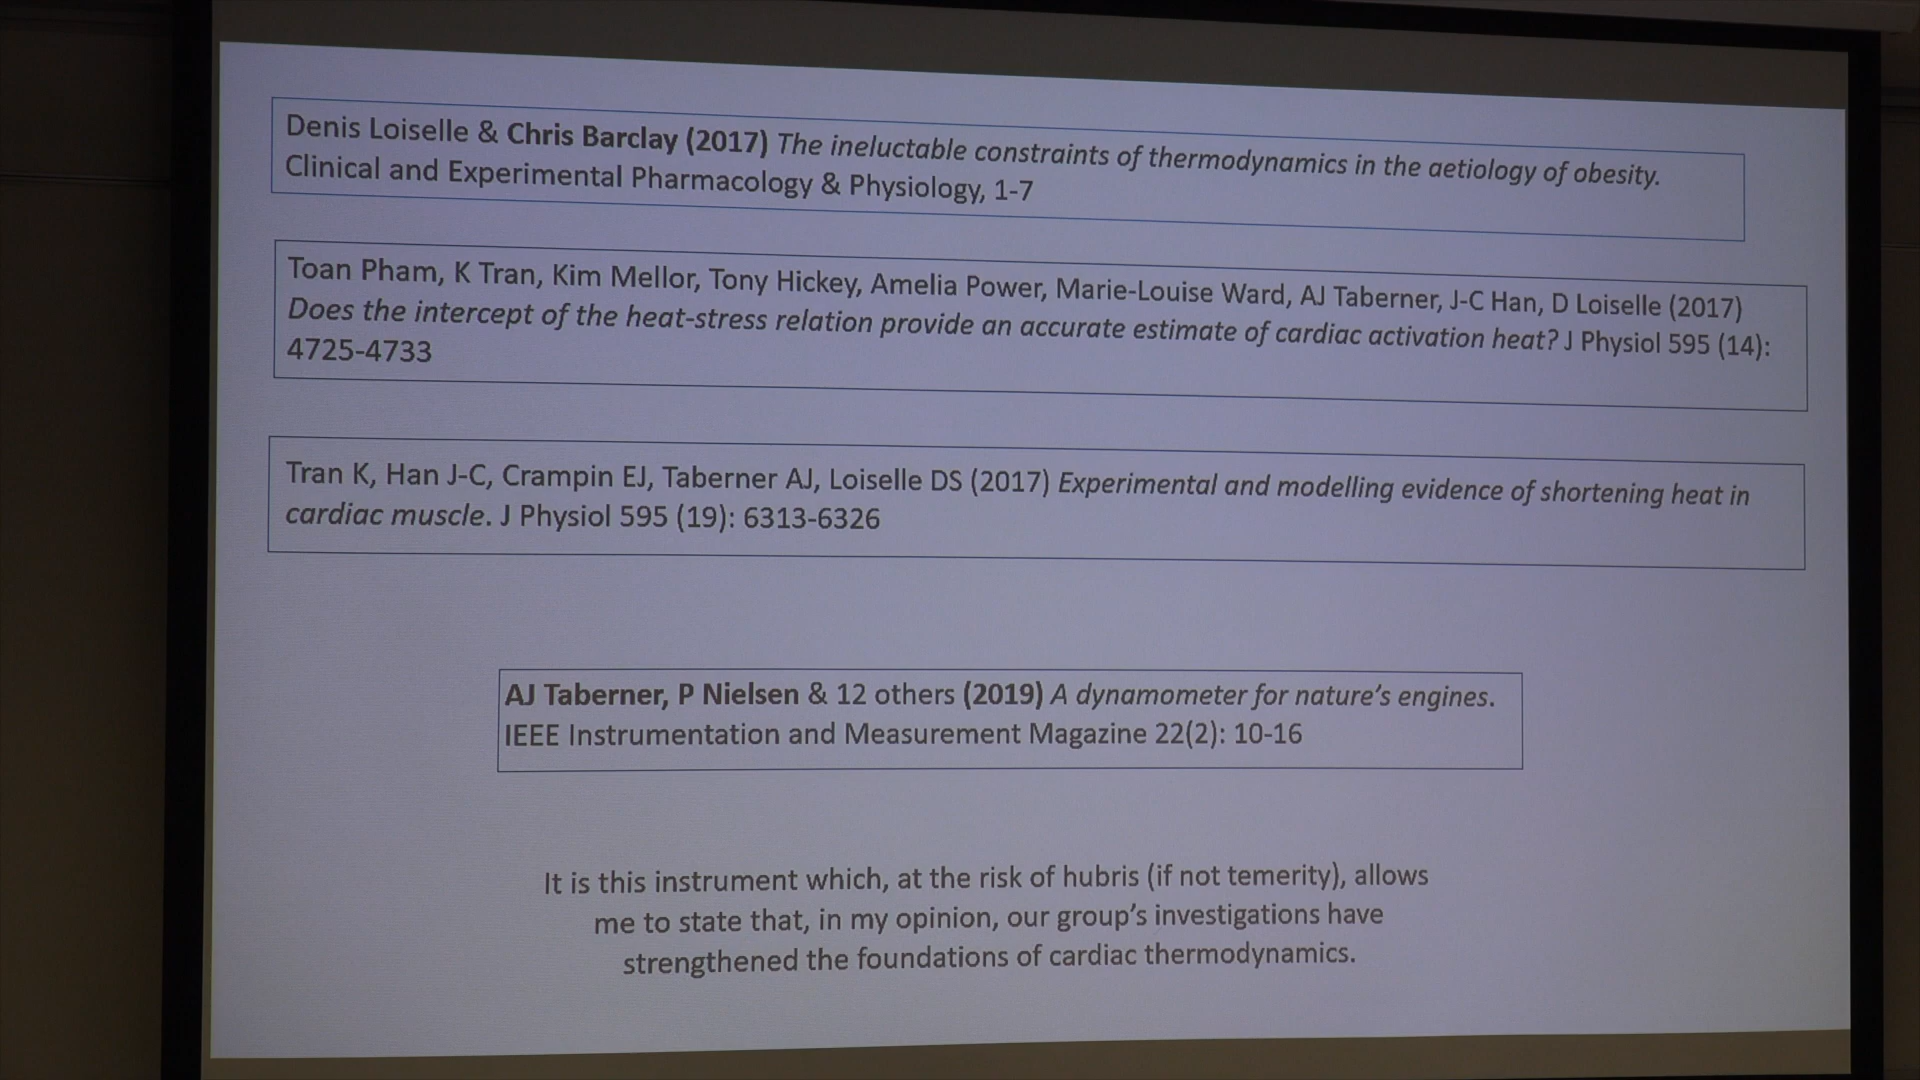 Denis Loiselle & Chris Barclay (2017) The ineluctable constraints of thermodynamics in the aetiology of obesity.
Clinical and Experimental Pharmacology & Physiology, 1-7
Toan Pham, K Tran, Kim Mellor, Tony Hickey, Amelia Power, Marie-Louise Ward, AJ Taberner, J-C Han, D Loiselle (2017)
Does the intercept of the heat-stress relation provide an accurate estimate of cardiac activation heat? J Physiol 595 (14):
4725-4733
Tran K, Han J-C, Crampin EJ, Taberner AJ, Loiselle DS (2017) Experimental and modelling evidence of shortening heat in
cardiac muscle. J Physiol 595 (19): 6313-6326
AJ Taberner, P Nielsen & 12 others (2019) A dynamometer for nature’s engines.
IEEE Instrumentation and Measurement Magazine 22(2): 10-16
It is this instrument which, at the risk of hubris (if not temerity), allows
me to state that, in my opinion, our group’s investigations have
strengthened the foundations of cardiac thermodynamics.